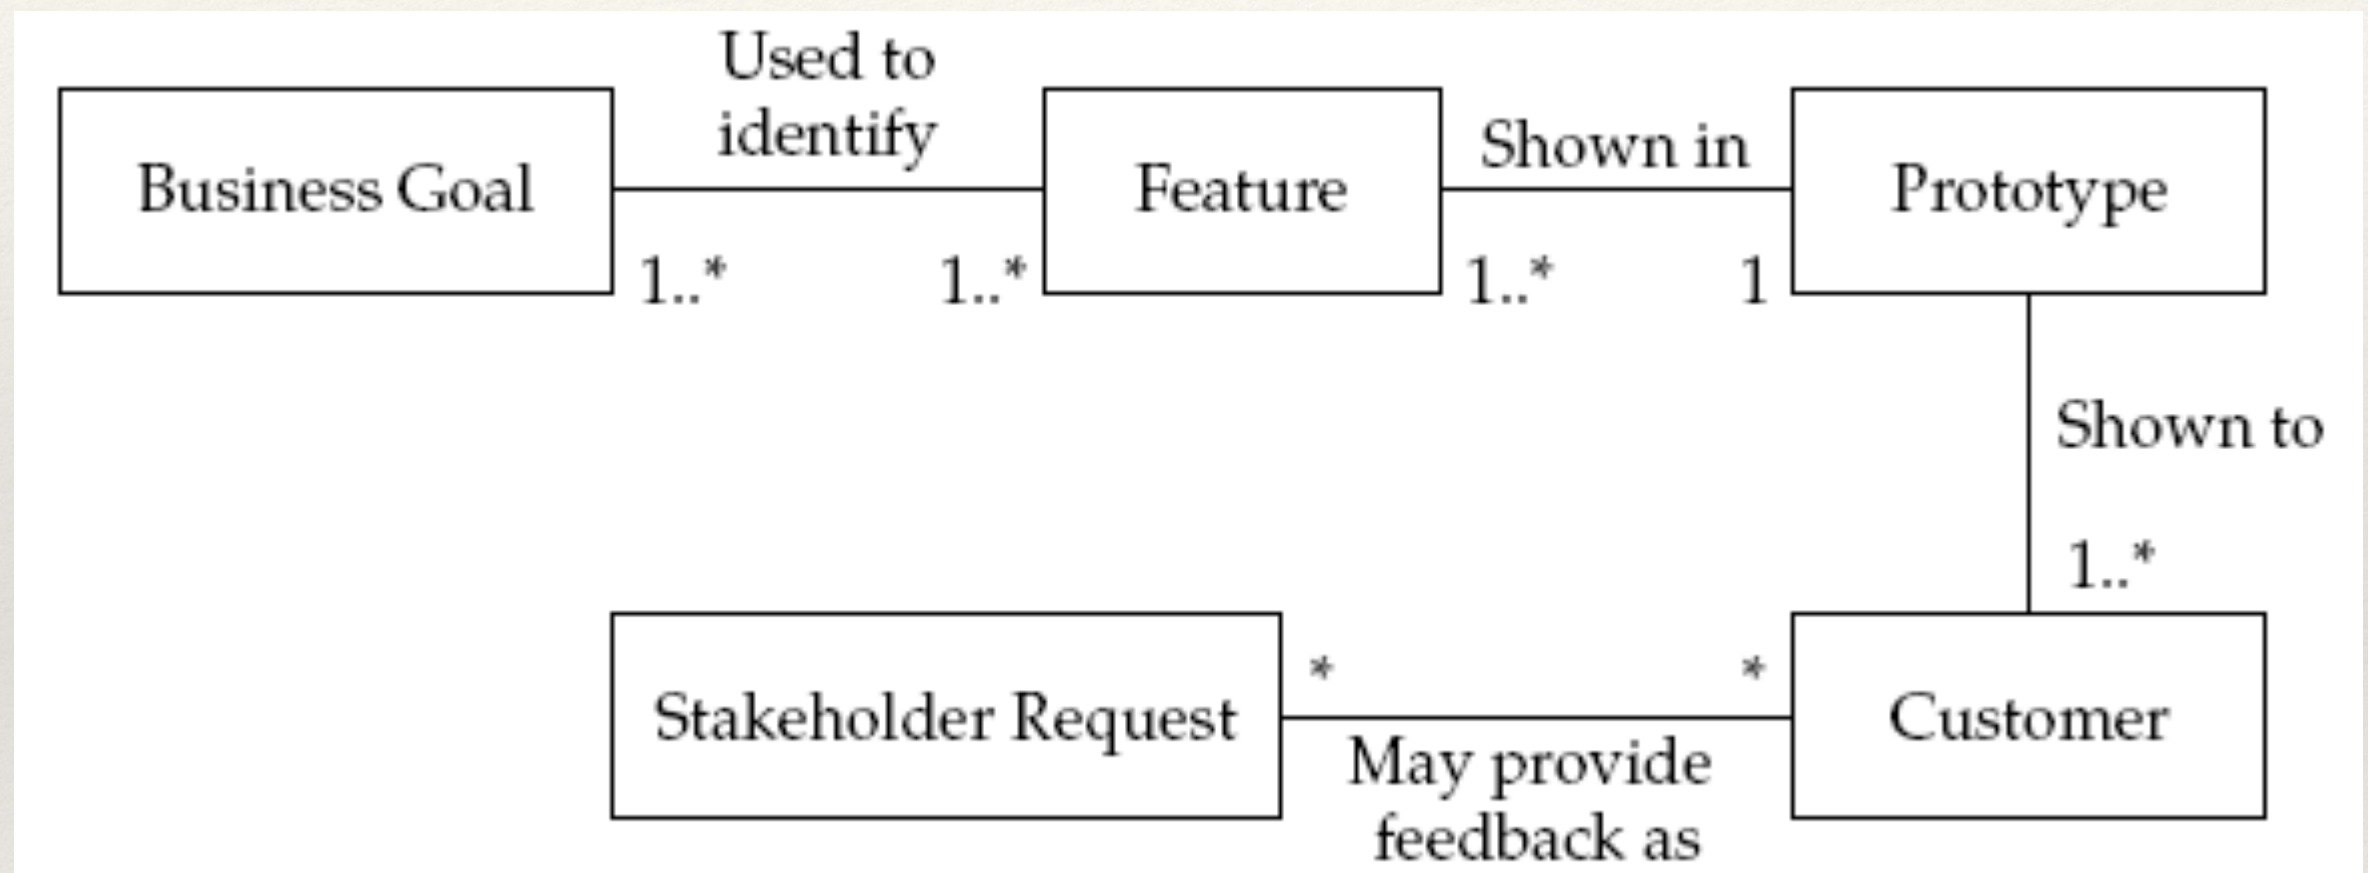 Used to
identify
Business Goal
Feature
Shown in
Prototype
1..*
1..*
1..*
1
Shown to
1..*
Stakeholder Request
*
*
Customer
May provide
feedback as